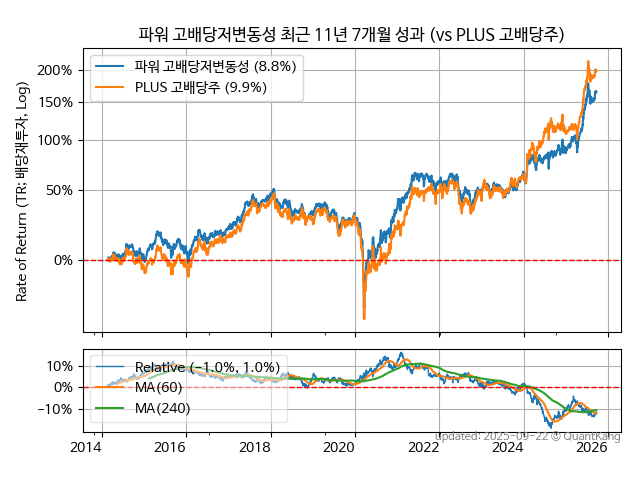 파워 고배당저변동성 최근 11년 7개월 성과 (vs PLUS 고배당주)
파워 고배당저변동성 (8.8%)
PLUS 고배당주 (9.9%)
Rate of Return (TR: 배당재투자, Log)
200%
150%
100%
50%
0%
Relative (−1.0%, 1.0%)
MA(60)
MA(240)
10%
0%
−10%
2014
2016
2018
2020
2022
2024
2026
Updated: 2025-09-22 © QuantKang